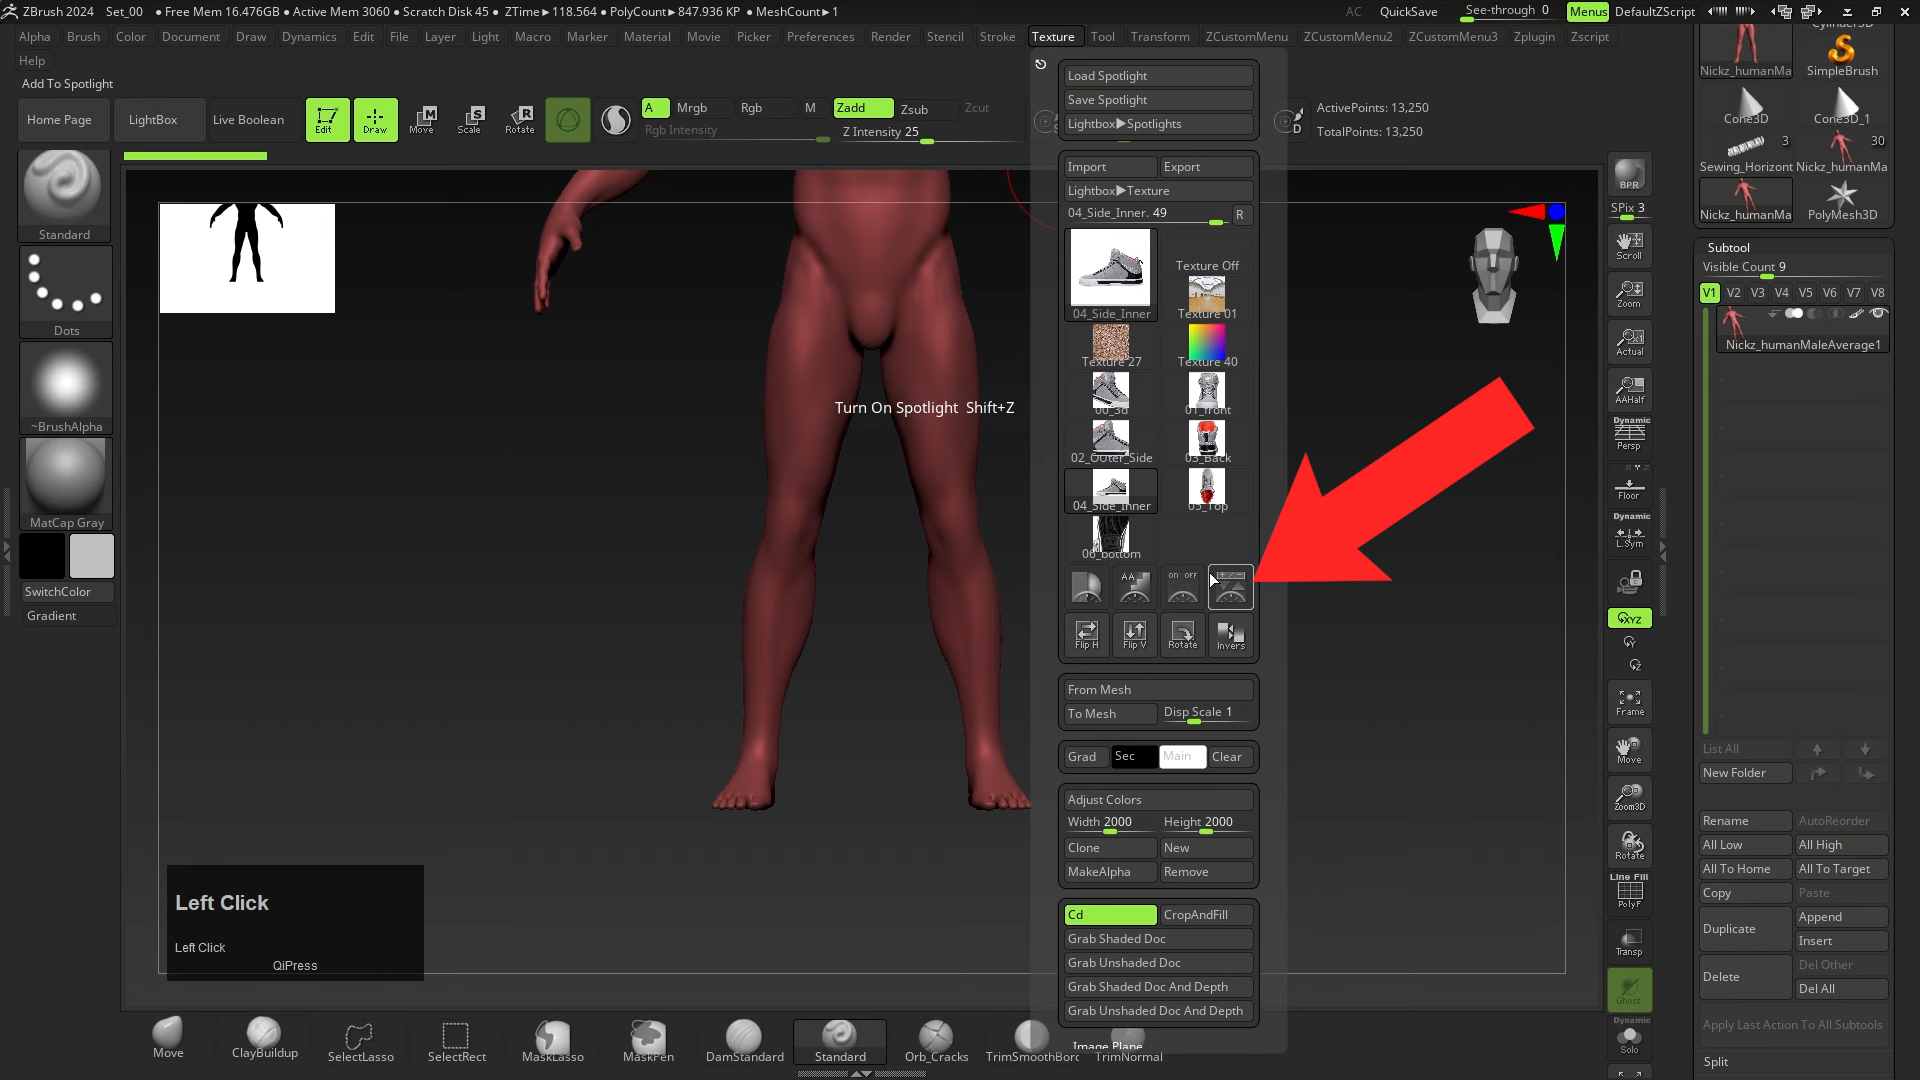 ZBrush 2024 Set_00 ● Free Mem 16.476GB ● Active Mem 3060 ● Scratch Disk 45 ● ZTime▶118.564 ● PolyCount▶847.936 KP ● MeshCount▶1 AC QuickSave See-through 0 Menus DefaultZScript
Alpha Brush Color Document Draw Dynamics Edit File Layer Light Macro Marker Material Movie Picker Preferences Render Stencil Stroke Texture Tool Transform ZCustomMenu ZCustomMenu2 ZCustomMenu3 Zplugin Zscript
Help
Add To Spotlight
Home Page LightBox Live Boolean Edit Draw Move Scale Rotate
A Mrgb Rgb M Zadd Zsub Zcut
Rgb Intensity Z Intensity 25
D ActivePoints: 13,250
TotalPoints: 13,250
Standard
Dots
~BrushAlpha
MatCap Gray
SwitchColor
Gradient
Turn On Spotlight Shift+Z
Left Click
Left Click
QiPress
Load Spotlight
Save Spotlight
Lightbox▶Spotlights
Import Export
Lightbox▶Texture
04_Side_Inner. 49 R
Texture Off
04_Side_Inner Texture 01
Texture 27 Texture 40
00_3d 01_front
02_OUter_Side 03_Back
04_Side_Inner 05_Top
06_bottom
AA on off + / −
Flip H Flip V Rotate Invers
From Mesh
To Mesh Disp Scale 1
Grad Sec Main Clear
Adjust Colors
Width 2000 Height 2000
Clone New
MakeAlpha Remove
Cd CropAndFill
Grab Shaded Doc
Grab Unshaded Doc
Grab Shaded Doc And Depth
Grab Unshaded Doc And Depth
Image Plane
BPR
SPix 3
Scroll
Zoom
Actual
AAHalf
Dynamic
Persp
Floor
Dynamic
L.Sym
XYZ
Y
Z
Frame
Move
Zoom3D
Rotate
Line Fill
PolyF
Transp
Ghost
Dynamic
Solo
Nickz_humanMa SimpleBrush
Cone3D Cone3D_1
3 30
Sewing_Horizont Nickz_humanMa
Nickz_humanMa PolyMesh3D
Subtool
Visible Count 9
V1 V2 V3 V4 V5 V6 V7 V8
Nickz_humanMaleAverage1
List All
New Folder
Rename AutoReorder
All Low All High
All To Home All To Target
Copy Paste
Duplicate Append
Insert
Delete Del Other
Del All
Apply Last Action To All Subtools
Split
Move ClayBuildup SelectLasso SelectRect MaskLasso MaskPen DamStandard Standard Orb_Cracks TrimSmoothBorc TrimNormal